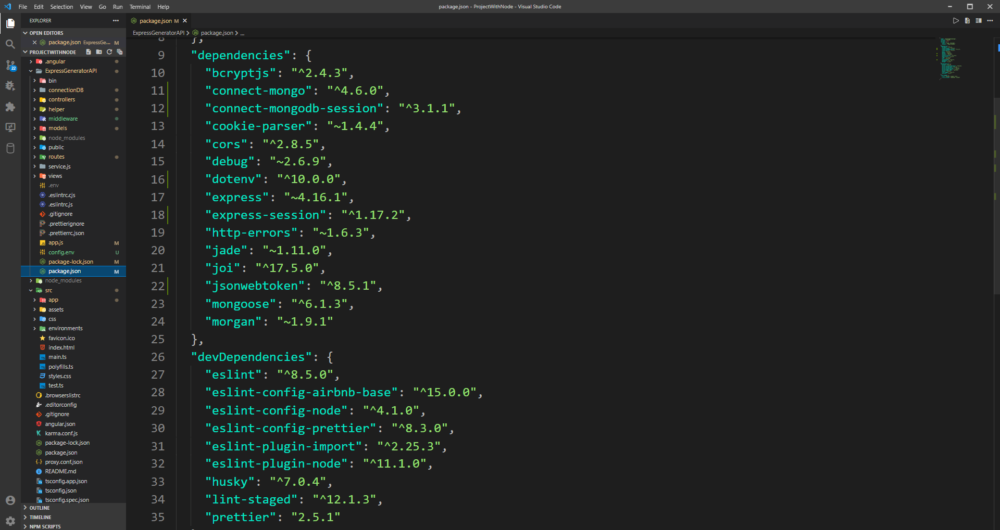 File Edit Selection View Go Run Terminal Help
package.json - ProjectWithNode - Visual Studio Code
EXPLORER
OPEN EDITORS
package.json ExpressGe... M
PROJECTWITHNODE
.angular
ExpressGeneratorAPI
bin
connectionDB
controllers
helper
middleware
models
node_modules
public
routes
service.js
views
.env
.eslintrc.cjs
.eslintrc.js
.gitignore
.prettierignore
.prettierrc.json
app.js M
config.env U
package-lock.json M
package.json M
node_modules
src
app
assets
css
environments
favicon.ico
index.html
main.ts
polyfills.ts
styles.css
test.ts
.browserslistrc
.editorconfig
.gitignore
angular.json
karma.conf.js
package-lock.json
package.json
proxy.conf.json
README.md
tsconfig.app.json
tsconfig.json
tsconfig.spec.json
OUTLINE
TIMELINE
NPM SCRIPTS
22
package.json M
ExpressGeneratorAPI > package.json > ...
8 },
9 "dependencies": {
10 "bcryptjs": "^2.4.3",
11 "connect-mongo": "^4.6.0",
12 "connect-mongodb-session": "^3.1.1",
13 "cookie-parser": "~1.4.4",
14 "cors": "^2.8.5",
15 "debug": "~2.6.9",
16 "dotenv": "^10.0.0",
17 "express": "~4.16.1",
18 "express-session": "^1.17.2",
19 "http-errors": "~1.6.3",
20 "jade": "~1.11.0",
21 "joi": "^17.5.0",
22 "jsonwebtoken": "^8.5.1",
23 "mongoose": "^6.1.3",
24 "morgan": "~1.9.1"
25 },
26 "devDependencies": {
27 "eslint": "^8.5.0",
28 "eslint-config-airbnb-base": "^15.0.0",
29 "eslint-config-node": "^4.1.0",
30 "eslint-config-prettier": "^8.3.0",
31 "eslint-plugin-import": "^2.25.3",
32 "eslint-plugin-node": "^11.1.0",
33 "husky": "^7.0.4",
34 "lint-staged": "^12.1.3",
35 "prettier": "2.5.1"